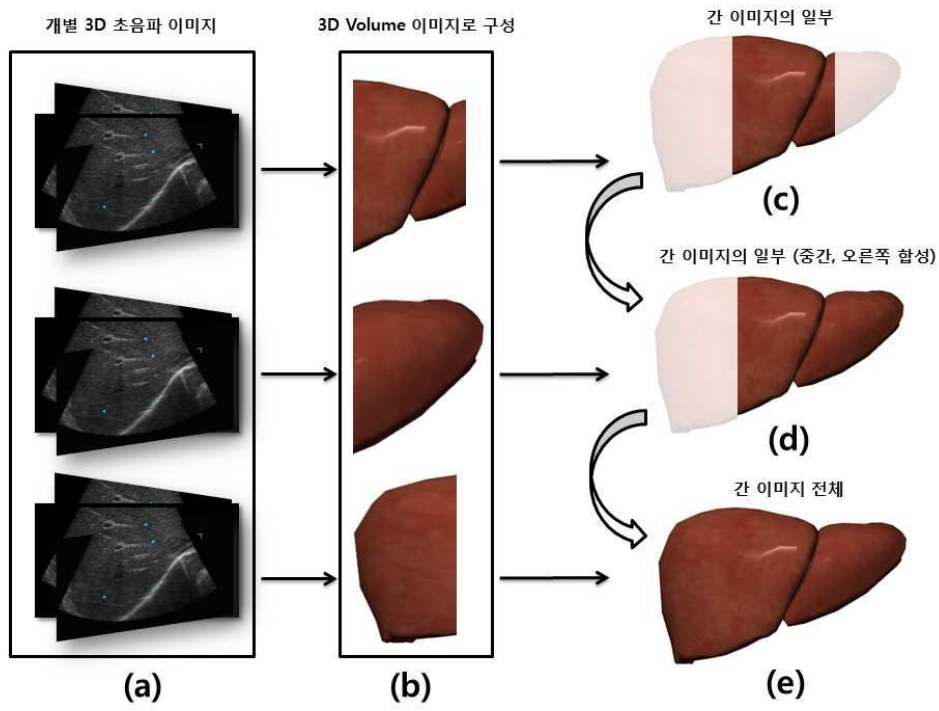 개별 3D 초음파 이미지
3D Volume 이미지로 구성
간 이미지의 일부
(c)
간 이미지의 일부 (중간, 오른쪽 합성)
(d)
간 이미지 전체
(a)
(b)
(e)